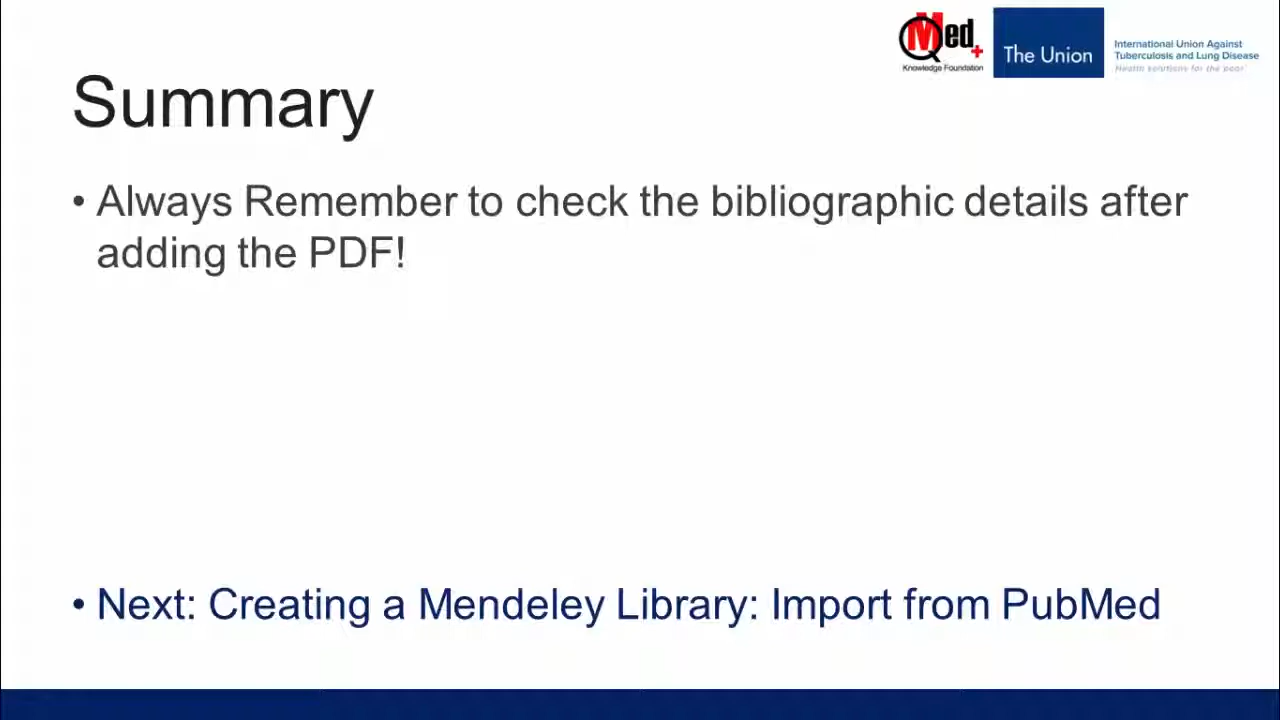 QMed+
Knowledge Foundation
The Union
International Union Against
Tuberculosis and Lung Disease
Health solutions for the poor
Summary
• Always Remember to check the bibliographic details after
adding the PDF!
• Next: Creating a Mendeley Library: Import from PubMed